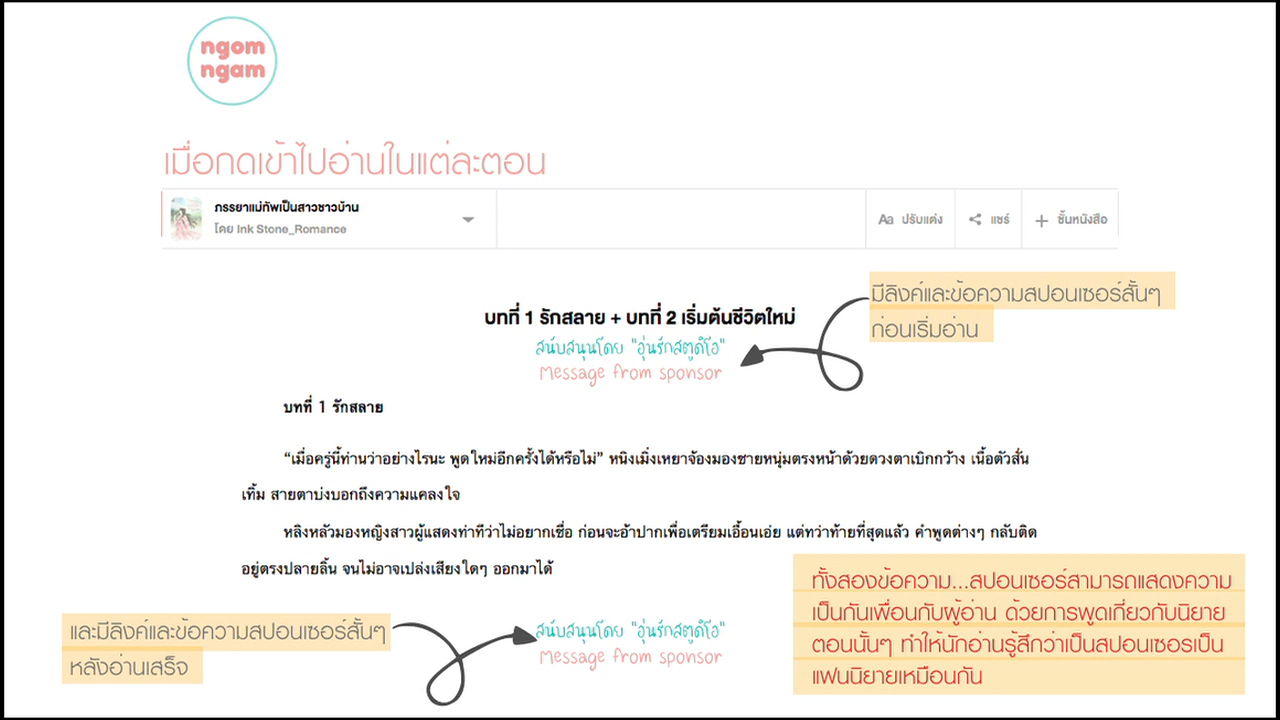 ngom
ngam
เมื่อกดเข้าไปอ่านในแต่ละตอน
ภรรยาแม่ทัพเป็นสาวชาวบ้าน
โดย Ink Stone_Romance
Aa ปรับแต่ง
แชร์
+ ชั้นหนังสือ
มีลิงค์และข้อความสปอนเซอร์สั้นๆ
ก่อนเริ่มอ่าน
บทที่ 1 รักสลาย + บทที่ 2 เริ่มต้นชีวิตใหม่
สนับสนุนโดย "อุ่นรักสตูดิโอ"
Message from sponsor
บทที่ 1 รักสลาย
“เมื่อครู่นี้ท่านว่าอย่างไรนะ พูดใหม่อีกครั้งได้หรือไม่” หนิงเมิ่งเหยาจ้องมองชายหนุ่มตรงหน้าด้วยดวงตาเบิกกว้าง เนื้อตัวสั่น
เทิ้ม สายตาบ่งบอกถึงความแคลงใจ
หลิงหลัวมองหญิงสาวผู้แสดงท่าทีว่าไม่อยากเชื่อ ก่อนจะอ้าปากเพื่อเตรียมเอื้อนเอ่ย แต่ทว่าท้ายที่สุดแล้ว คำพูดต่างๆ กลับติด
อยู่ตรงปลายลิ้น จนไม่อาจเปล่งเสียงใดๆ ออกมาได้
และมีลิงค์และข้อความสปอนเซอร์สั้นๆ
หลังอ่านเสร็จ
สนับสนุนโดย "อุ่นรักสตูดิโอ"
Message from sponsor
ทั้งสองข้อความ...สปอนเซอร์สามารถแสดงความ
เป็นกันเพื่อนกับผู้อ่าน ด้วยการพูดเกี่ยวกับนิยาย
ตอนนั้นๆ ทำให้นักอ่านรู้สึกว่าเป็นสปอนเซอรเป็น
แฟนนิยายเหมือนกัน